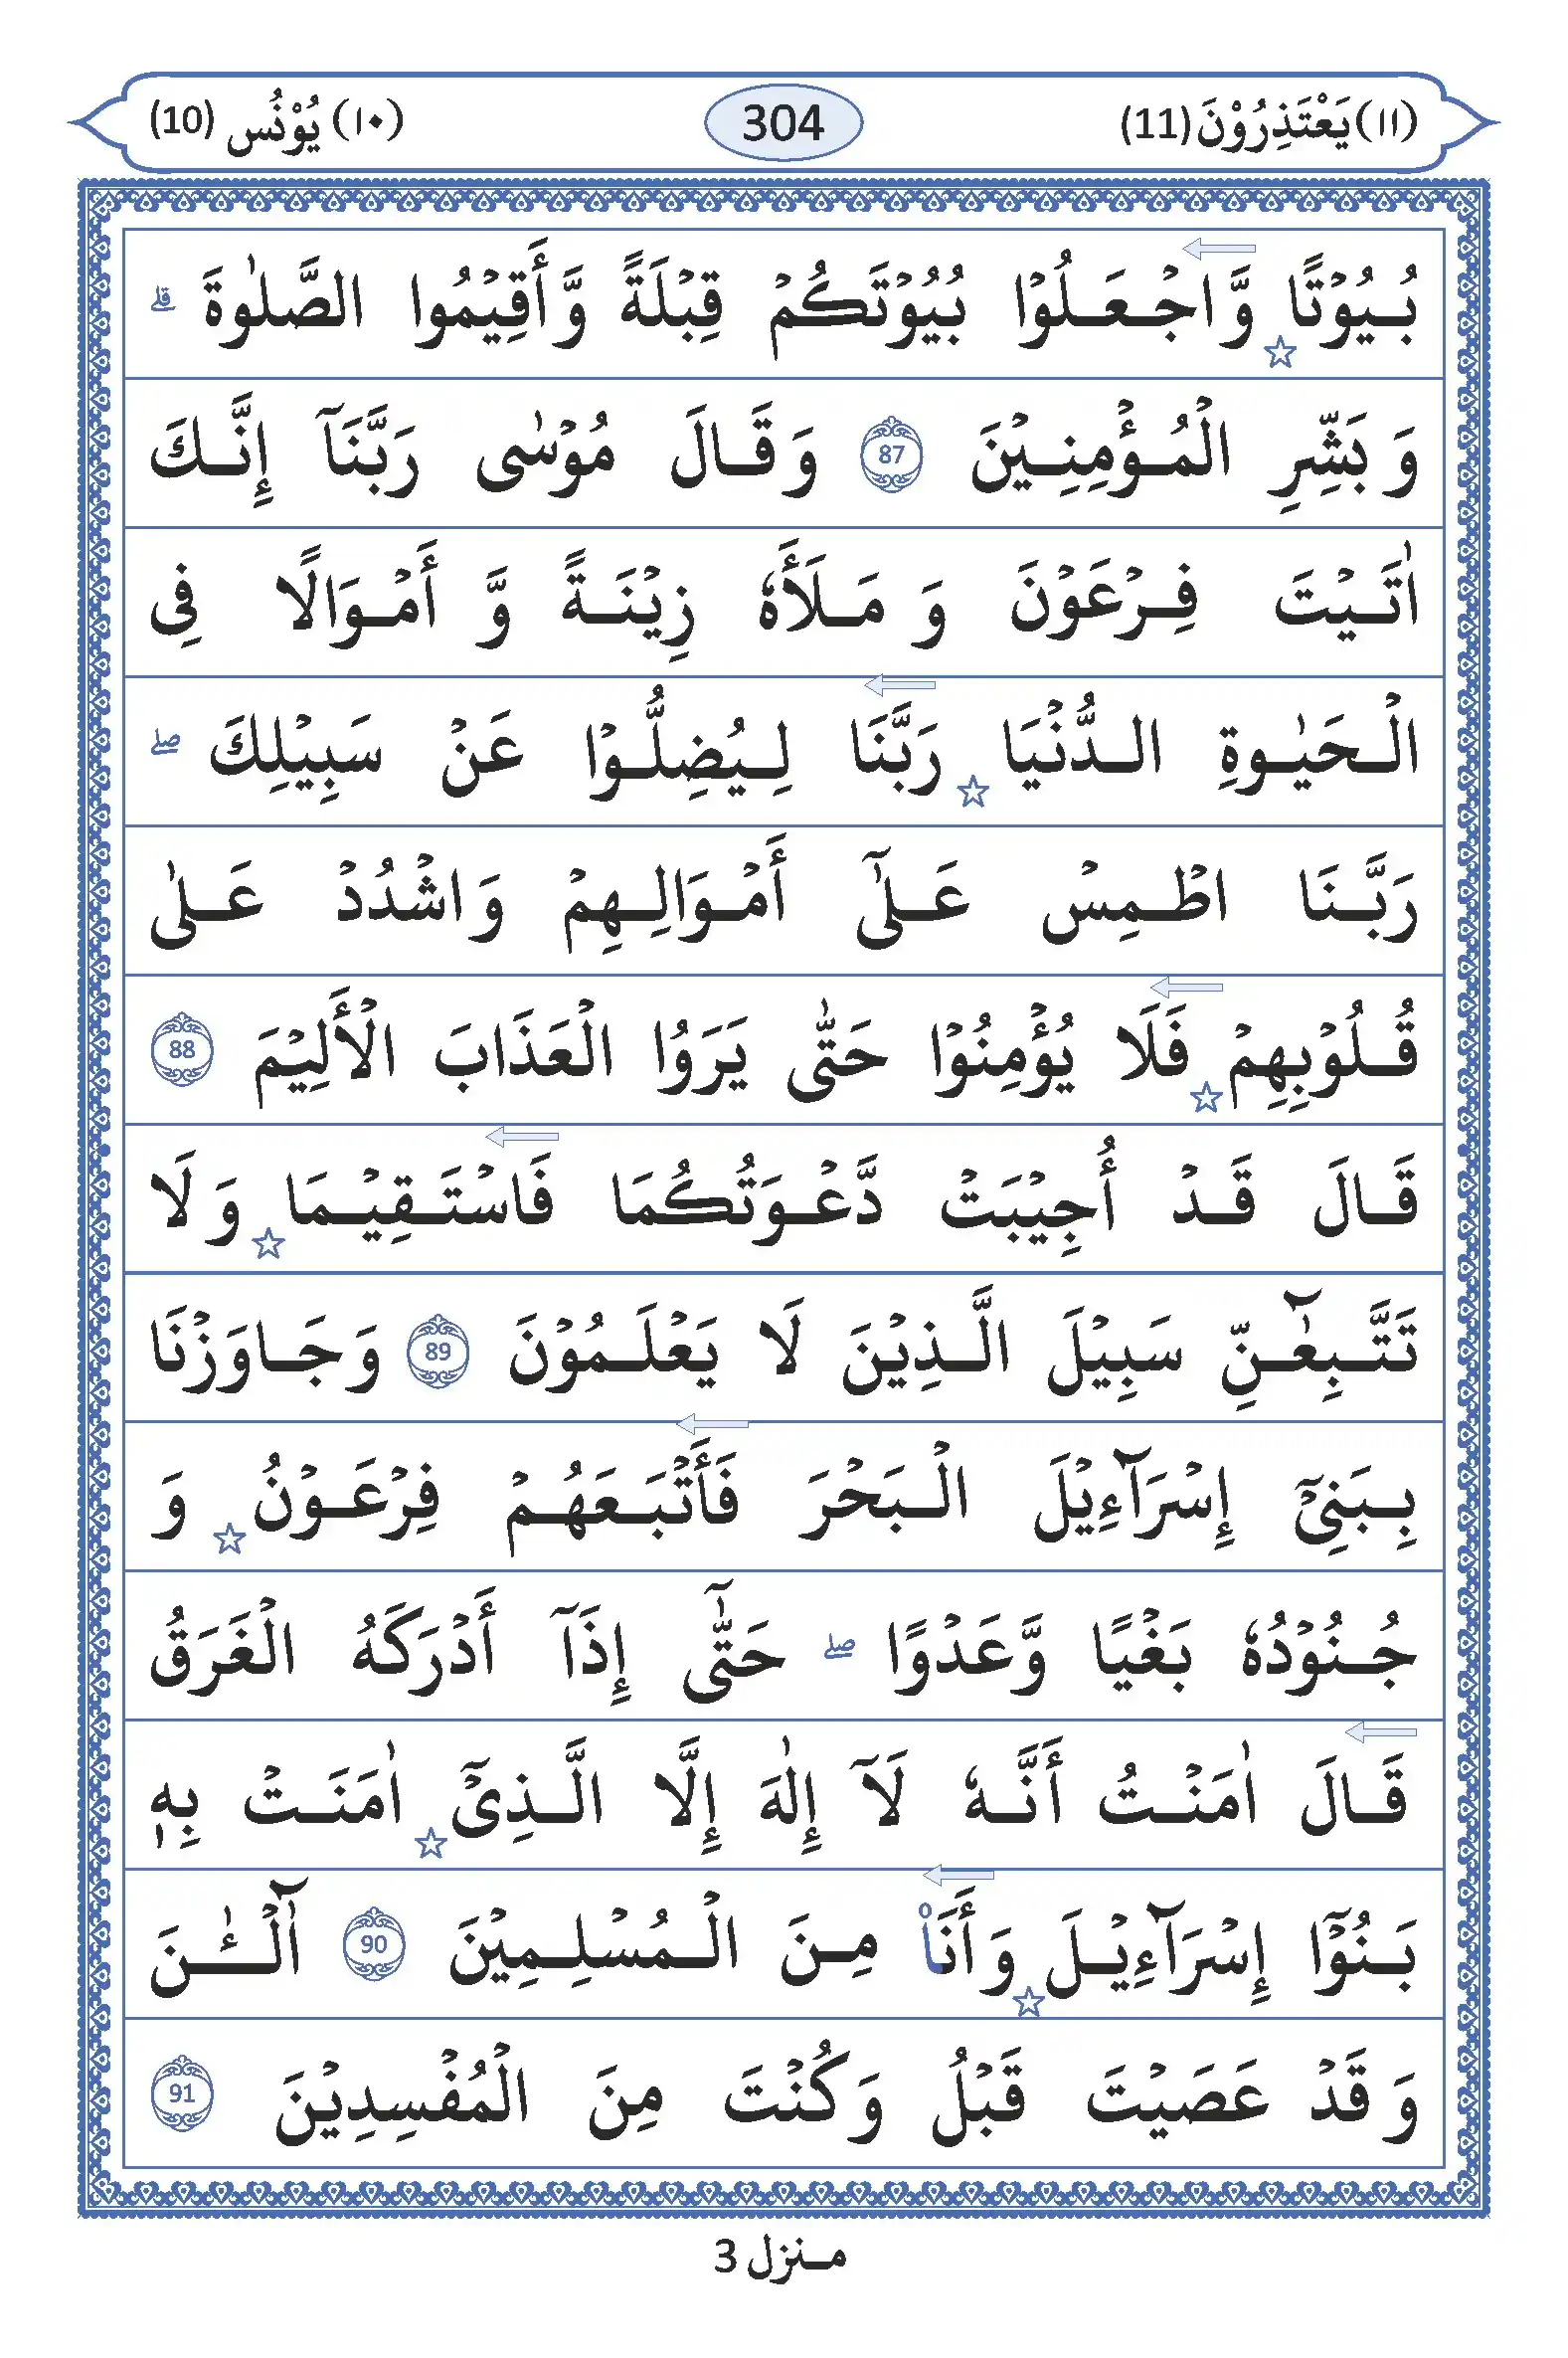 (١١) يَعْتَذِرُوْنَ (11) 304 (١٠) يُوْنُس (10)
بُيُوْتًا وَّاجْعَلُوْا بُيُوْتَكُمْ قِبْلَةً وَّأَقِيْمُوا الصَّلٰوةَ ۗ
وَبَشِّرِ الْمُؤْمِنِيْنَ 87 وَقَالَ مُوْسٰى رَبَّنَآ إِنَّكَ
اٰتَيْتَ فِرْعَوْنَ وَمَلَأَهٗ زِيْنَةً وَّأَمْوَالًا فِى
الْحَيٰوةِ الدُّنْيَا رَبَّنَا لِيُضِلُّوْا عَنْ سَبِيْلِكَ ۖ
رَبَّنَا اطْمِسْ عَلٰٓى أَمْوَالِهِمْ وَاشْدُدْ عَلٰى
قُلُوْبِهِمْ فَلَا يُؤْمِنُوْا حَتّٰى يَرَوُا الْعَذَابَ الْأَلِيْمَ 88
قَالَ قَدْ أُجِيْبَتْ دَّعْوَتُكُمَا فَاسْتَقِيْمَا وَلَا
تَتَّبِعٰٓنِّ سَبِيْلَ الَّذِيْنَ لَا يَعْلَمُوْنَ 89 وَجَاوَزْنَا
بِبَنِىْٓ إِسْرَآءِيْلَ الْبَحْرَ فَأَتْبَعَهُمْ فِرْعَوْنُ وَ
جُنُوْدُهٗ بَغْيًا وَّعَدْوًا ۖ حَتّٰٓى إِذَآ أَدْرَكَهُ الْغَرَقُ
قَالَ اٰمَنْتُ أَنَّهٗ لَآ إِلٰهَ إِلَّا الَّذِىْٓ اٰمَنَتْ بِهٖ
بَنُوْٓا إِسْرَآءِيْلَ وَأَنَا۠ مِنَ الْمُسْلِمِيْنَ 90 اٰۤلْـٰٔنَ
وَقَدْ عَصَيْتَ قَبْلُ وَكُنْتَ مِنَ الْمُفْسِدِيْنَ 91
منزل 3